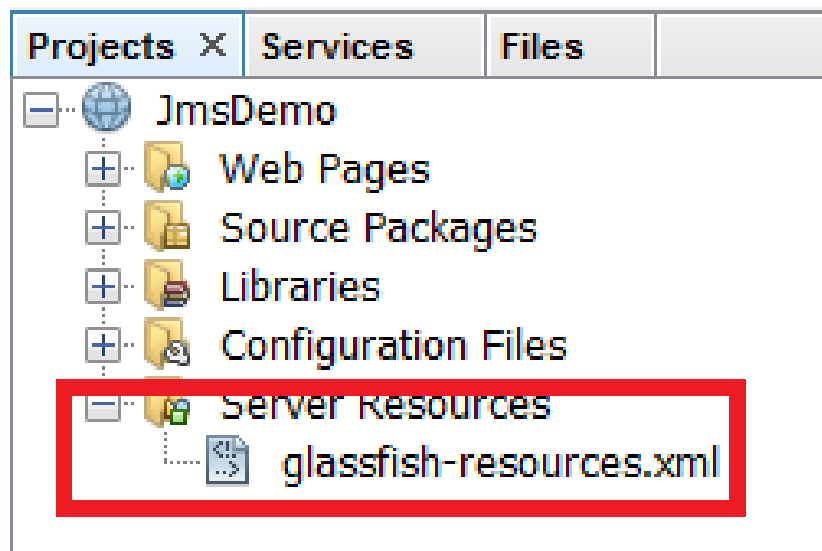 Projects Services Files
JmsDemo
Web Pages
Source Packages
Libraries
Configuration Files
Server Resources
glassfish-resources.xml